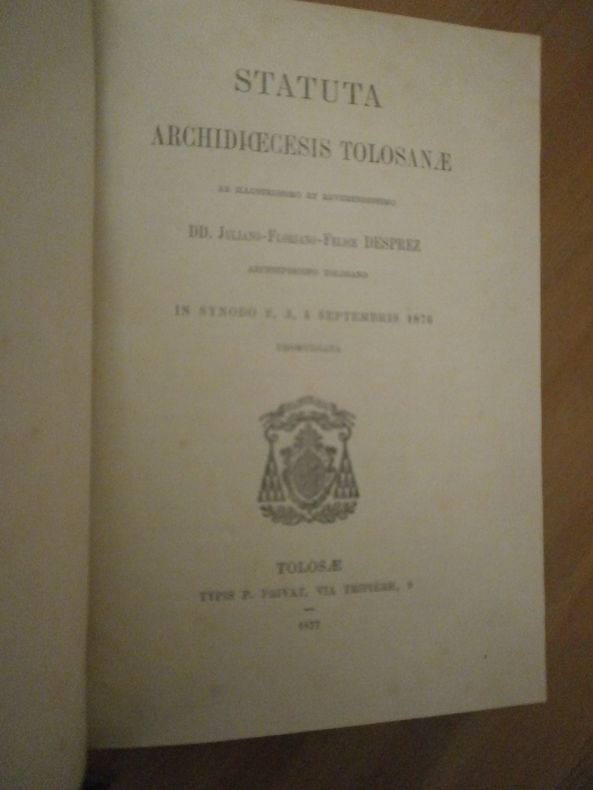 STATUTA
ARCHIDIŒCESIS TOLOSANÆ
AB ILLUSTRISSIMO ET REVERENDISSIMO
DD. JULIANO-FLORIANO-FELICE DESPREZ
ARCHIEPISCOPO TOLOSANO
IN SYNODO 2, 3, 4 SEPTEMBRIS 1876
PROMULGATA
TOLOSÆ
TYPIS P. PRIVAT, VIA TRIPIERE, 9
1877